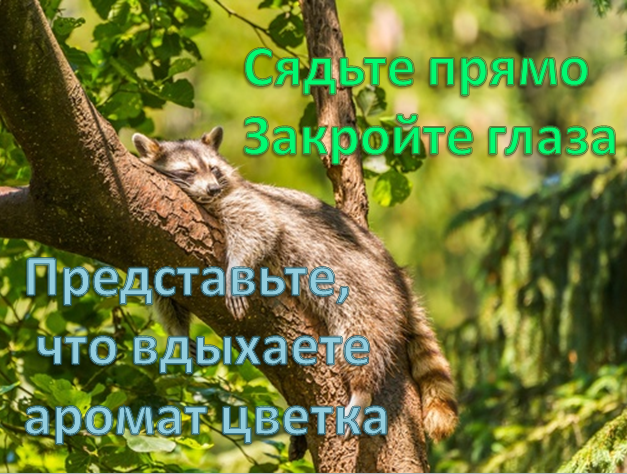 Сядьте прямо
Закройте глаза
Представьте,
что вдыхаете
аромат цветка